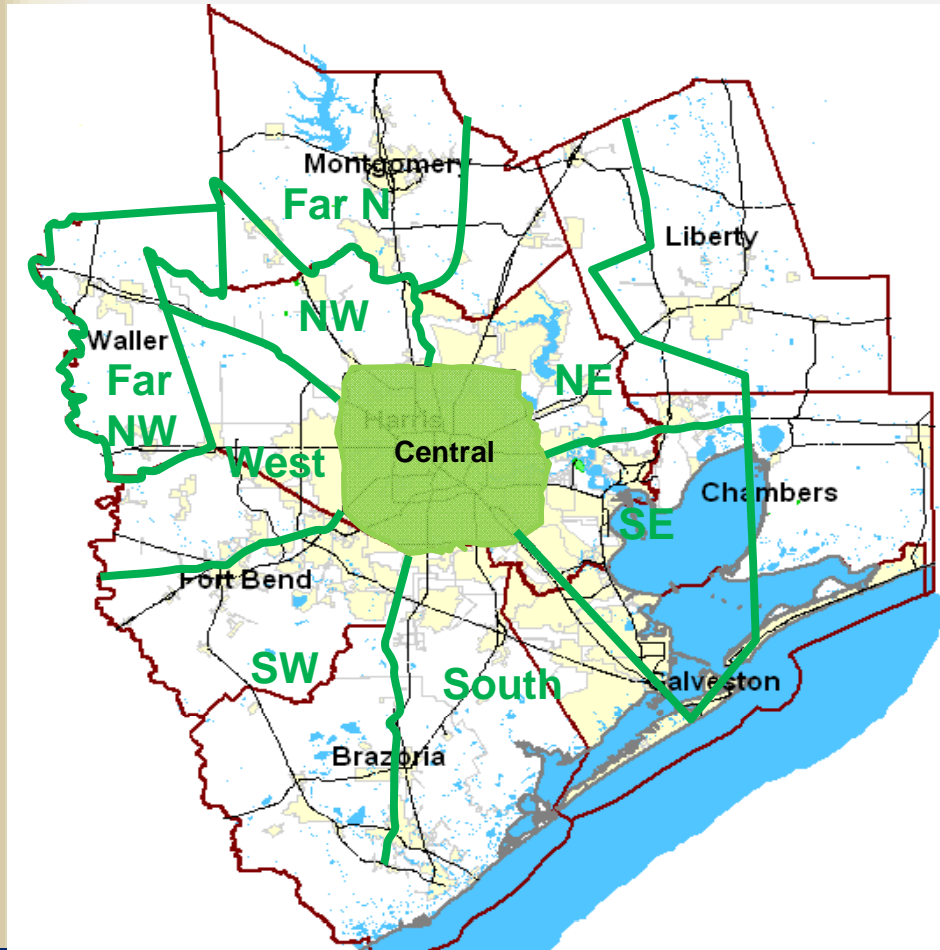 Montgomery
Far N
Liberty
NW
Waller
Far
NW
NE
Harris
Central
West
Chambers
SE
Fort Bend
SW
South
Galveston
Brazoria